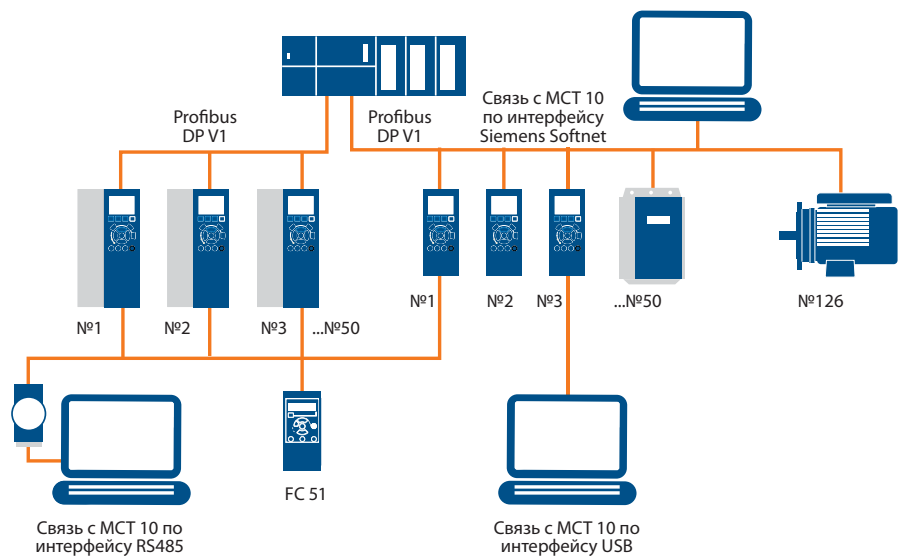 Связь с МСТ 10
по интерфейсу
Siemens Softnet
Profibus
DP V1
Profibus
DP V1
№1
№2
№3
...№50
№1
№2
№3
...№50
№126
FC 51
Связь с МСТ 10 по
интерфейсу RS485
Связь с МСТ 10 по
интерфейсу USB